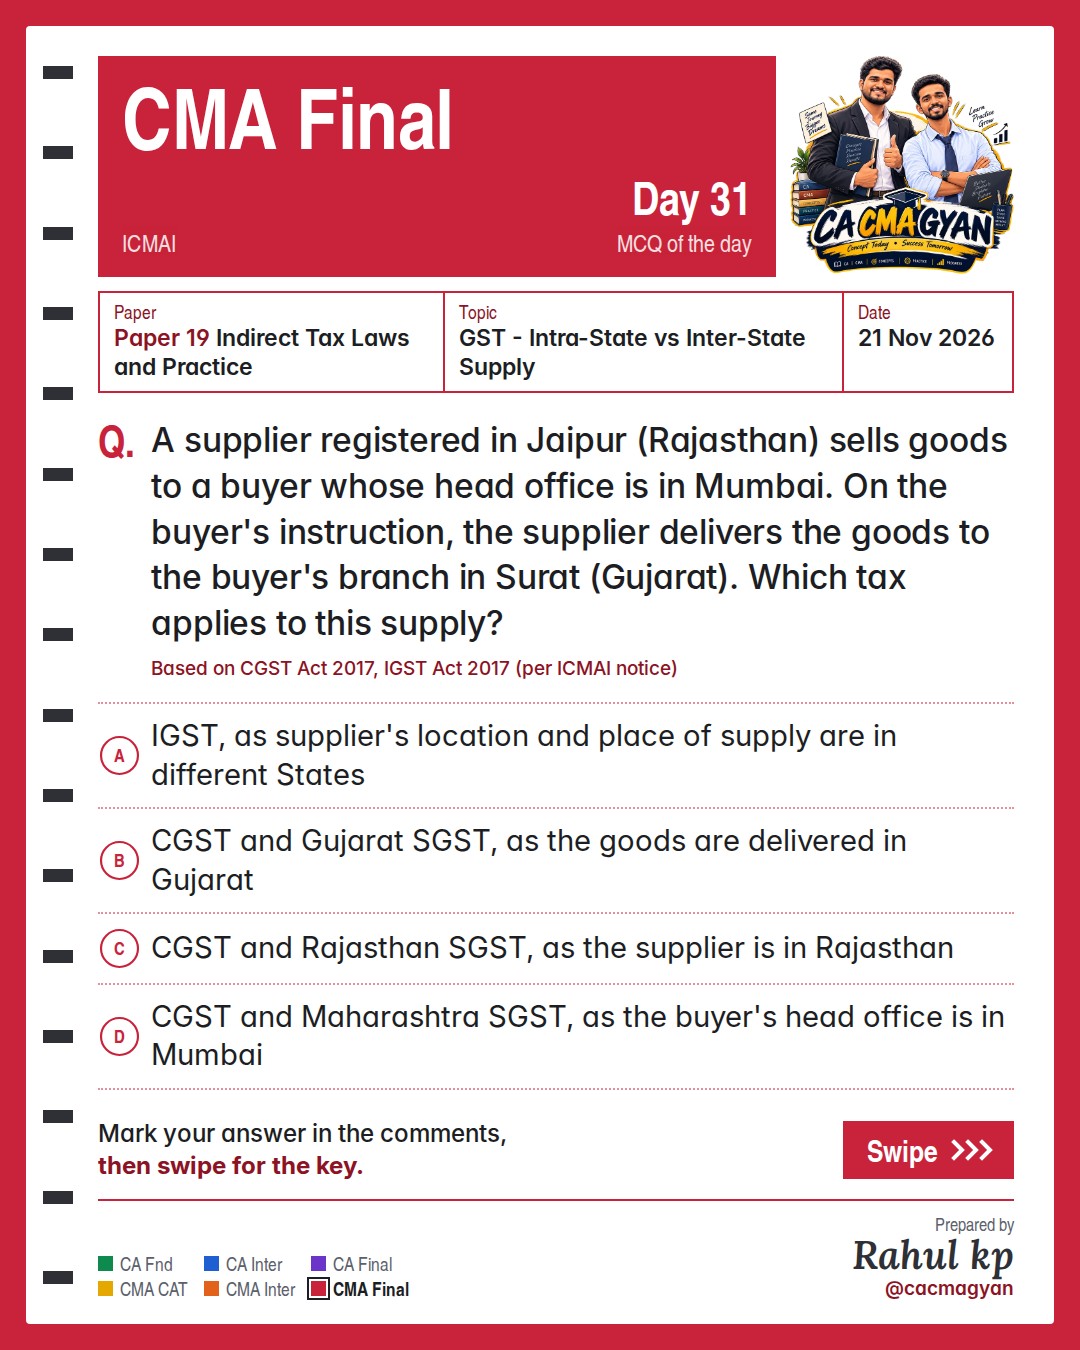 CMA Final
Day 31
ICMAI
MCQ of the day
Learn
Practice
Grow
CA
CMA
CA CMA GYAN
Concept Today • Success Tomorrow
Paper
Paper 19 Indirect Tax Laws
and Practice
Topic
GST - Intra-State vs Inter-State
Supply
Date
21 Nov 2026
Q. A supplier registered in Jaipur (Rajasthan) sells goods
to a buyer whose head office is in Mumbai. On the
buyer's instruction, the supplier delivers the goods to
the buyer's branch in Surat (Gujarat). Which tax
applies to this supply?
Based on CGST Act 2017, IGST Act 2017 (per ICMAI notice)
A IGST, as supplier's location and place of supply are in
different States
B CGST and Gujarat SGST, as the goods are delivered in
Gujarat
C CGST and Rajasthan SGST, as the supplier is in Rajasthan
D CGST and Maharashtra SGST, as the buyer's head office is in
Mumbai
Mark your answer in the comments,
then swipe for the key.
Swipe
Prepared by
Rahul kp
@cacmagyan
CA Fnd CA Inter CA Final
CMA CAT CMA Inter CMA Final